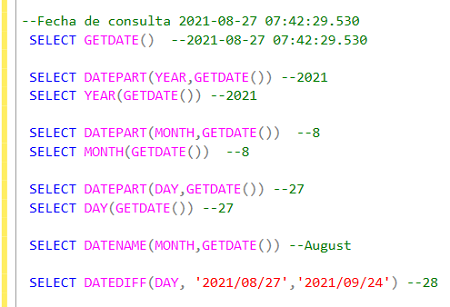 --Fecha de consulta 2021-08-27 07:42:29.530
SELECT GETDATE()  --2021-08-27 07:42:29.530
SELECT DATEPART(YEAR,GETDATE()) --2021
SELECT YEAR(GETDATE()) --2021
SELECT DATEPART(MONTH,GETDATE())  --8
SELECT MONTH(GETDATE())  --8
SELECT DATEPART(DAY,GETDATE()) --27
SELECT DAY(GETDATE()) --27
SELECT DATENAME(MONTH,GETDATE()) --August
SELECT DATEDIFF(DAY, '2021/08/27','2021/09/24') --28